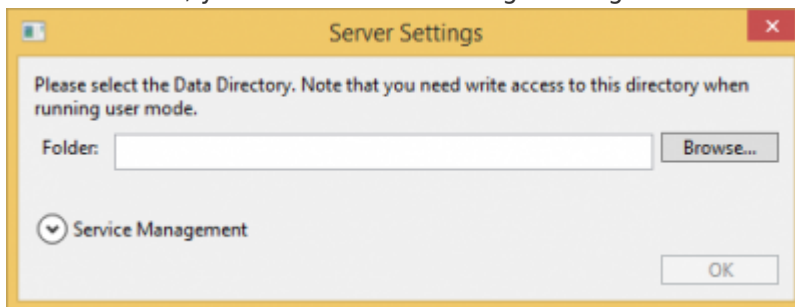 Server Settings
Please select the Data Directory. Note that you need write access to this directory when
running user mode.
Folder:
Browse...
Service Management
OK